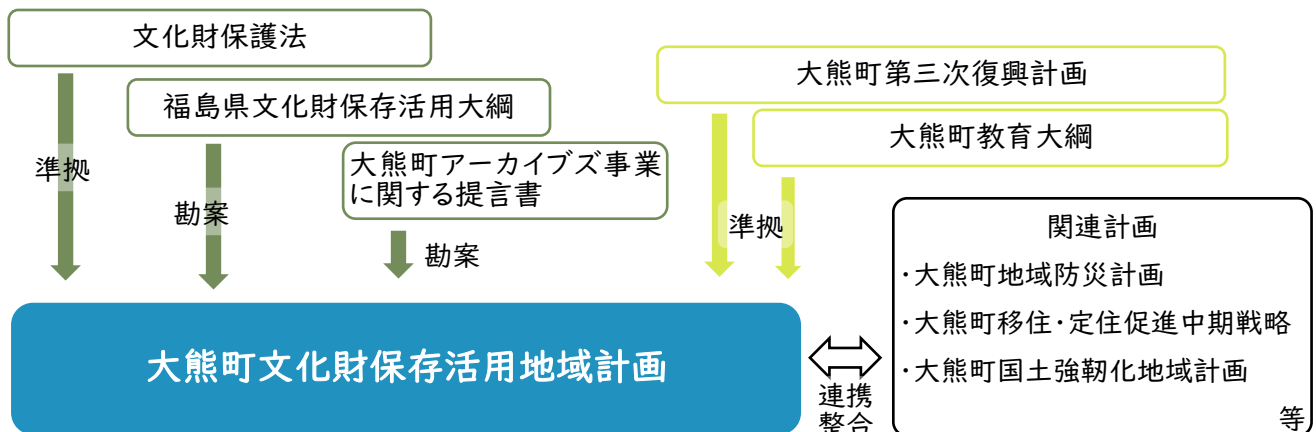 文化財保護法
福島県文化財保存活用大綱
大熊町アーカイブズ事業
に関する提言書
準拠
勘案
勘案
大熊町第三次復興計画
大熊町教育大綱
準拠
関連計画
・大熊町地域防災計画
・大熊町移住・定住促進中期戦略
・大熊町国土強靭化地域計画
等
大熊町文化財保存活用地域計画
連携
整合